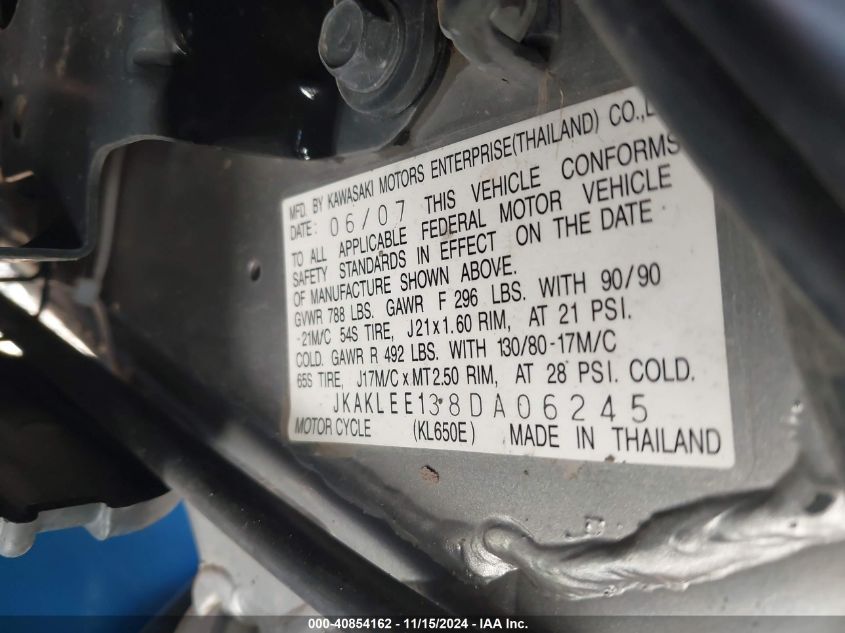 MFD. BY KAWASAKI MOTORS ENTERPRISE(THAILAND) CO.,
DATE: 06/07 THIS VEHICLE CONFORMS
TO ALL APPLICABLE FEDERAL MOTOR VEHICLE
SAFETY STANDARDS IN EFFECT ON THE DATE
OF MANUFACTURE SHOWN ABOVE.
GVWR 788 LBS. GAWR F 296 LBS. WITH 90/90
-21M/C 54S TIRE, J21x1.60 RIM, AT 21 PSI.
COLD. GAWR R 492 LBS. WITH 130/80-17M/C
65S TIRE, J17M/CxMT2.50 RIM, AT 28 PSI. COLD.
JKAKLEE138DA06245
MOTOR CYCLE (KL650E) MADE IN THAILAND
000-40854162 - 11/15/2024 - IAA Inc.